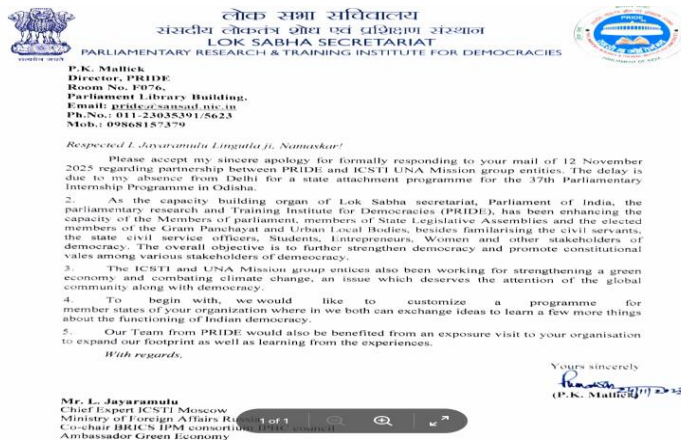 लोक सभा सचिवालय
संसदीय लोकतंत्र शोध एवं प्रशिक्षण संस्थान
LOK SABHA SECRETARIAT
PARLIAMENTARY RESEARCH & TRAINING INSTITUTE FOR DEMOCRACIES
सत्यमेव जयते
PRIDE
P.K. Mallick
Director, PRIDE
Room No. F076,
Parliament Library Building,
Email: pride@sansad.nic.in
Ph.No.: 011-23035391/5623
Mob.: 09868157379
Respected L Jayaramulu Lingutla ji, Namaskar!
Please accept my sincere apology for formally responding to your mail of 12 November
2025 regarding partnership between PRIDE and ICSTI UNA Mission group entities. The delay is
due to my absence from Delhi for a state attachment programme for the 37th Parliamentary
Internship Programme in Odisha.
2. As the capacity building organ of Lok Sabha secretariat, Parliament of India, the
parliamentary research and Training Institute for Democracies (PRIDE), has been enhancing the
capacity of the Members of parliament, members of State Legislative Assemblies and the elected
members of the Gram Panchayat and Urban Local Bodies, besides familarising the civil servants,
the state civil service officers, Students, Entrepreneurs, Women and other stakeholders of
democracy. The overall objective is to further strengthen democracy and promote constitutional
vales among various stakeholders of demeocracy.
3. The ICSTI and UNA Mission group entices also been working for strengthening a green
economy and combating climate change, an issue which deserves the attention of the global
community along with democracy.
4. To begin with, we would like to customize a programme for
member states of your organization where in we both can exchange ideas to learn a few more things
about the functioning of Indian democracy.
5. Our Team from PRIDE would also be benefited from an exposure visit to your organisation
to expand our footprint as well as learning from the experiences.
With regards,
Yours sincerely
(P.K. Mallick)
Mr. L. Jayaramulu
Chief Expert ICSTI Moscow
Ministry of Foreign Affairs
Co-chair BRICS IPM consortium council
Ambassador Green Economy
1 of 1